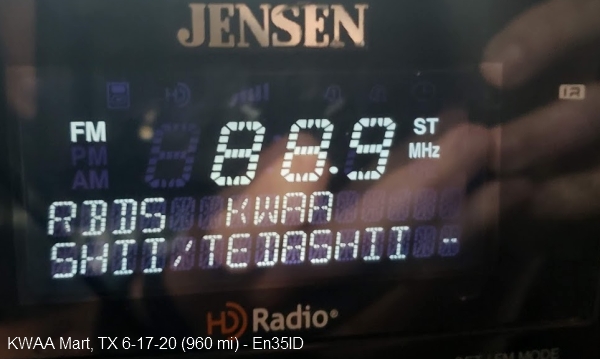 JENSEN
FM 88.9 ST
PM MHz
AM
RBDS KWAA
SHII/TEDASHII -
HD Radio®
KWAA Mart, TX 6-17-20 (960 mi) - En35ID